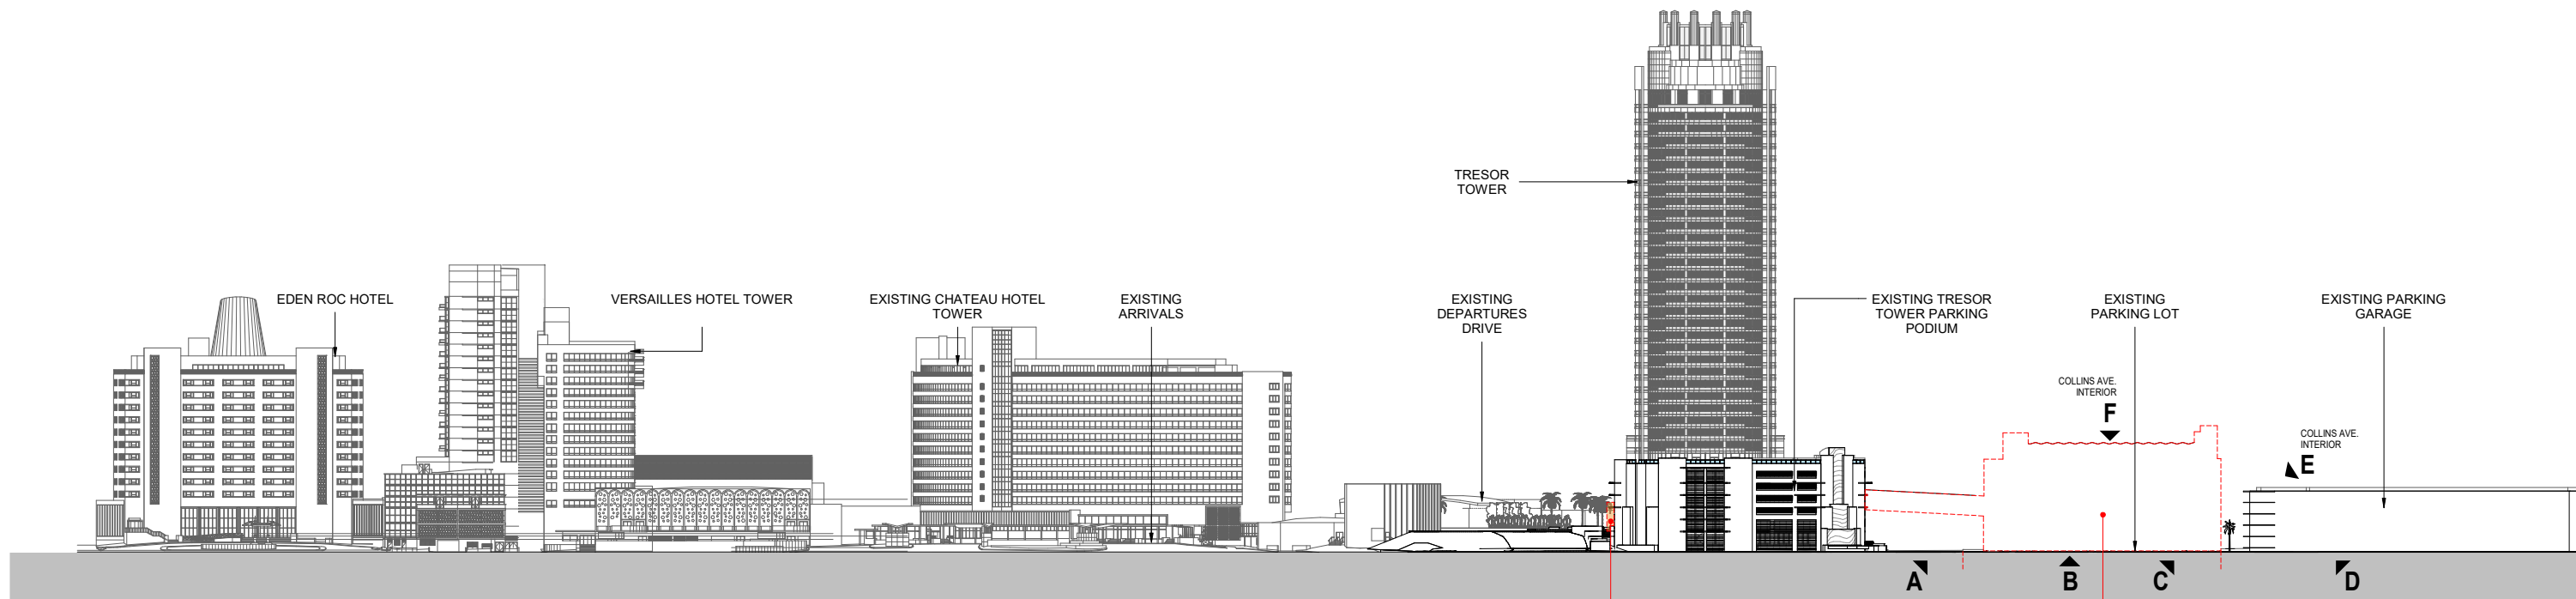 TRESOR
TOWER
EDEN ROC HOTEL
VERSAILLES HOTEL TOWER
EXISTING CHATEAU HOTEL
TOWER
EXISTING
ARRIVALS
EXISTING
DEPARTURES
DRIVE
EXISTING TRESOR
TOWER PARKING
PODIUM
EXISTING
PARKING LOT
EXISTING PARKING
GARAGE
COLLINS AVE.
INTERIOR
F
COLLINS AVE.
INTERIOR
E
A
B
C
D